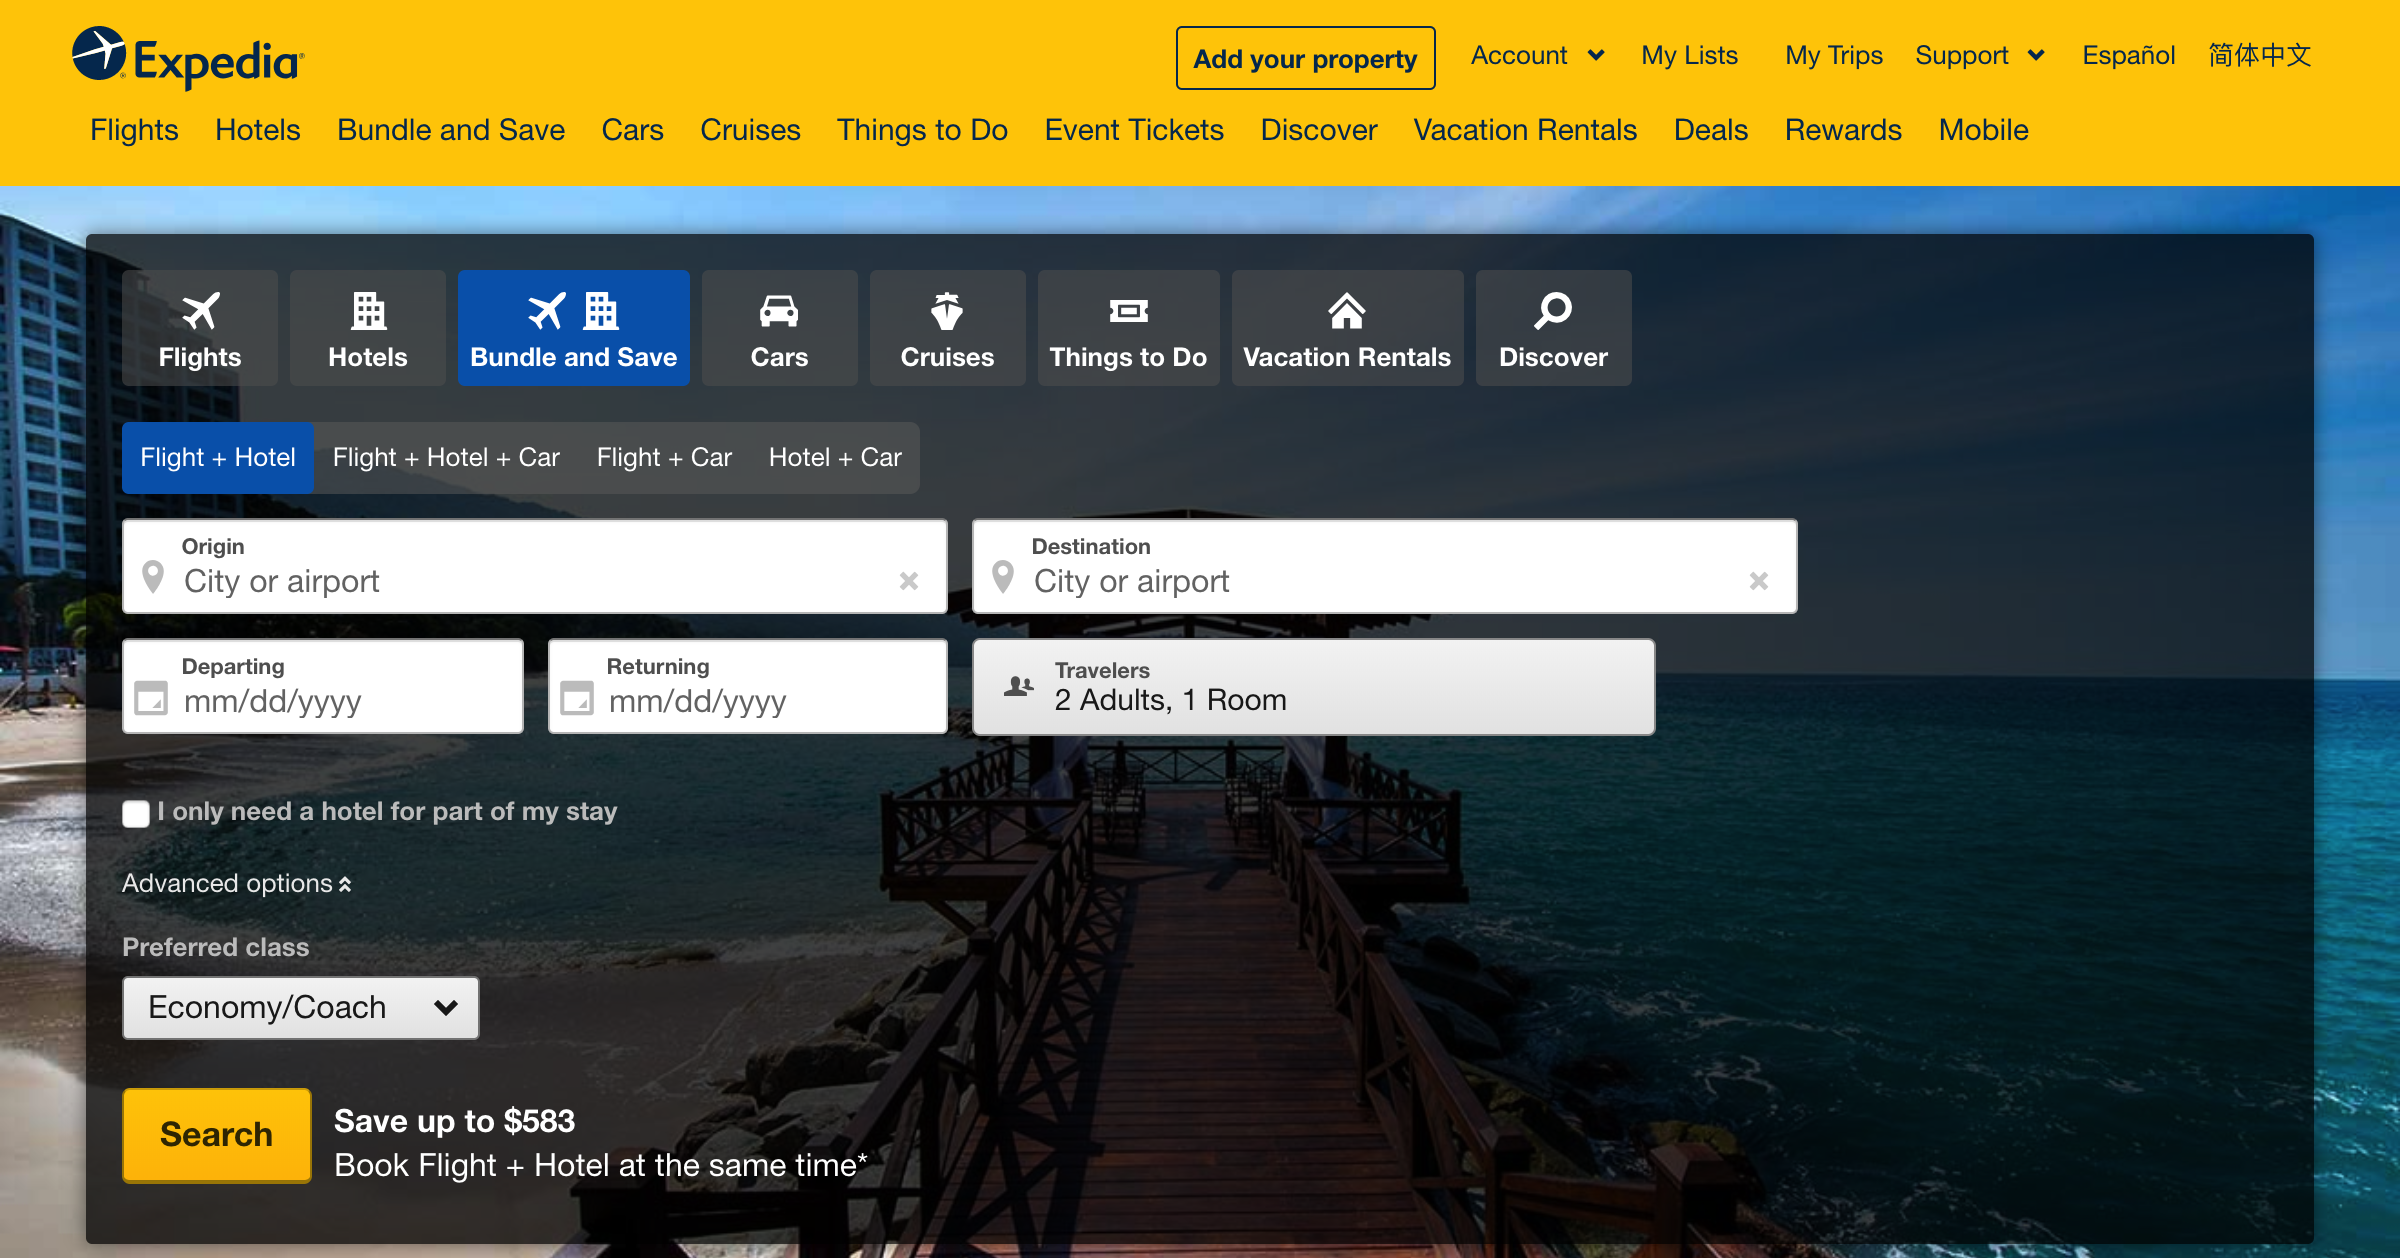 Expedia
Add your property
Account
My Lists
My Trips
Support
Español
简体中文
Flights
Hotels
Bundle and Save
Cars
Cruises
Things to Do
Event Tickets
Discover
Vacation Rentals
Deals
Rewards
Mobile
Flights
Hotels
Bundle and Save
Cars
Cruises
Things to Do
Vacation Rentals
Discover
Flight + Hotel
Flight + Hotel + Car
Flight + Car
Hotel + Car
Origin
City or airport
Destination
City or airport
Departing
mm/dd/yyyy
Returning
mm/dd/yyyy
Travelers
2 Adults, 1 Room
I only need a hotel for part of my stay
Advanced options
Preferred class
Economy/Coach
Search
Save up to $583
Book Flight + Hotel at the same time*